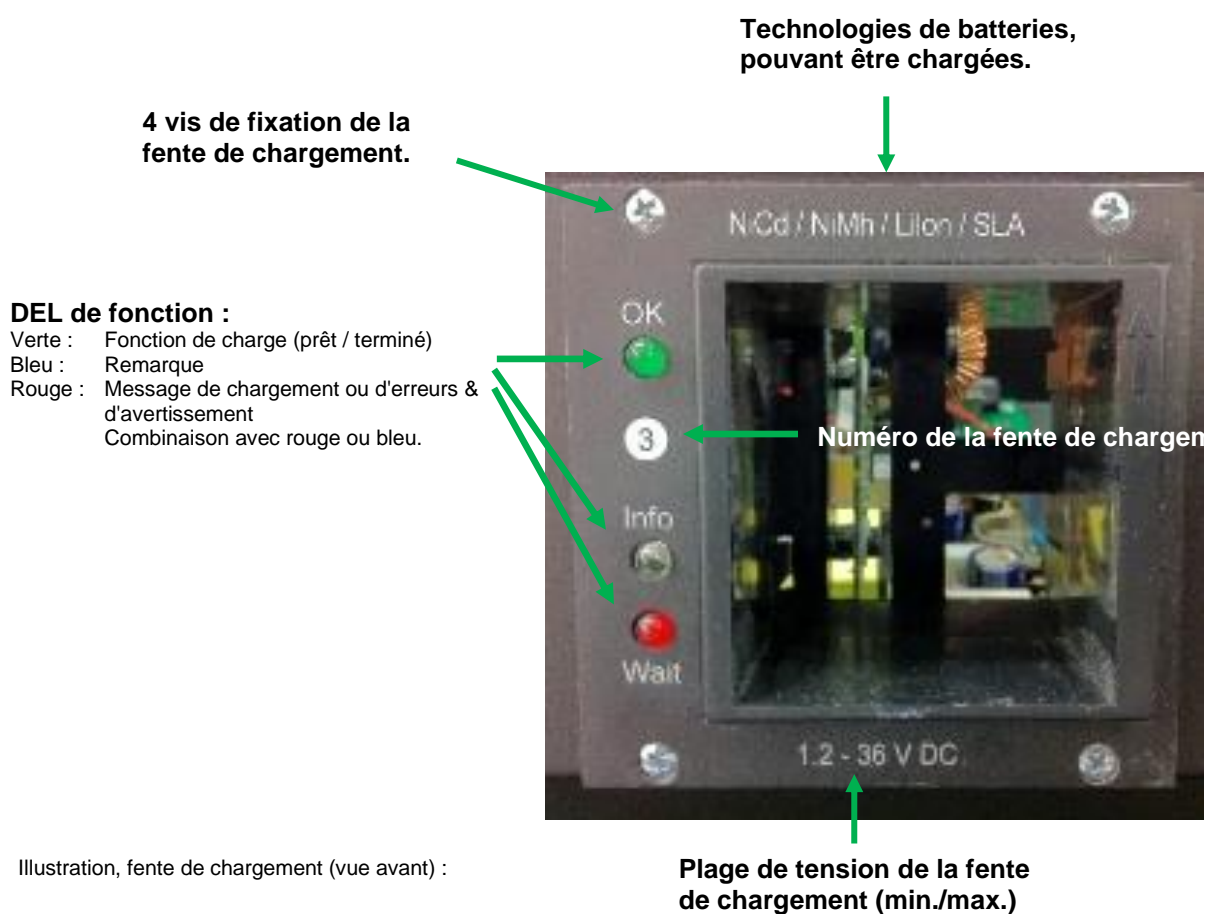 Technologies de batteries,
pouvant être chargées.
4 vis de fixation de la
fente de chargement.
NiCd / NiMh / LiIon / SLA
DEL de fonction :
Verte : Fonction de charge (prêt / terminé)
Bleu : Remarque
Rouge : Message de chargement ou d'erreurs &
d'avertissement
Combinaison avec rouge ou bleu.
OK
3
Numéro de la fente de chargem
Info
Wait
1.2 - 36 V DC
Illustration, fente de chargement (vue avant) :
Plage de tension de la fente
de chargement (min./max.)